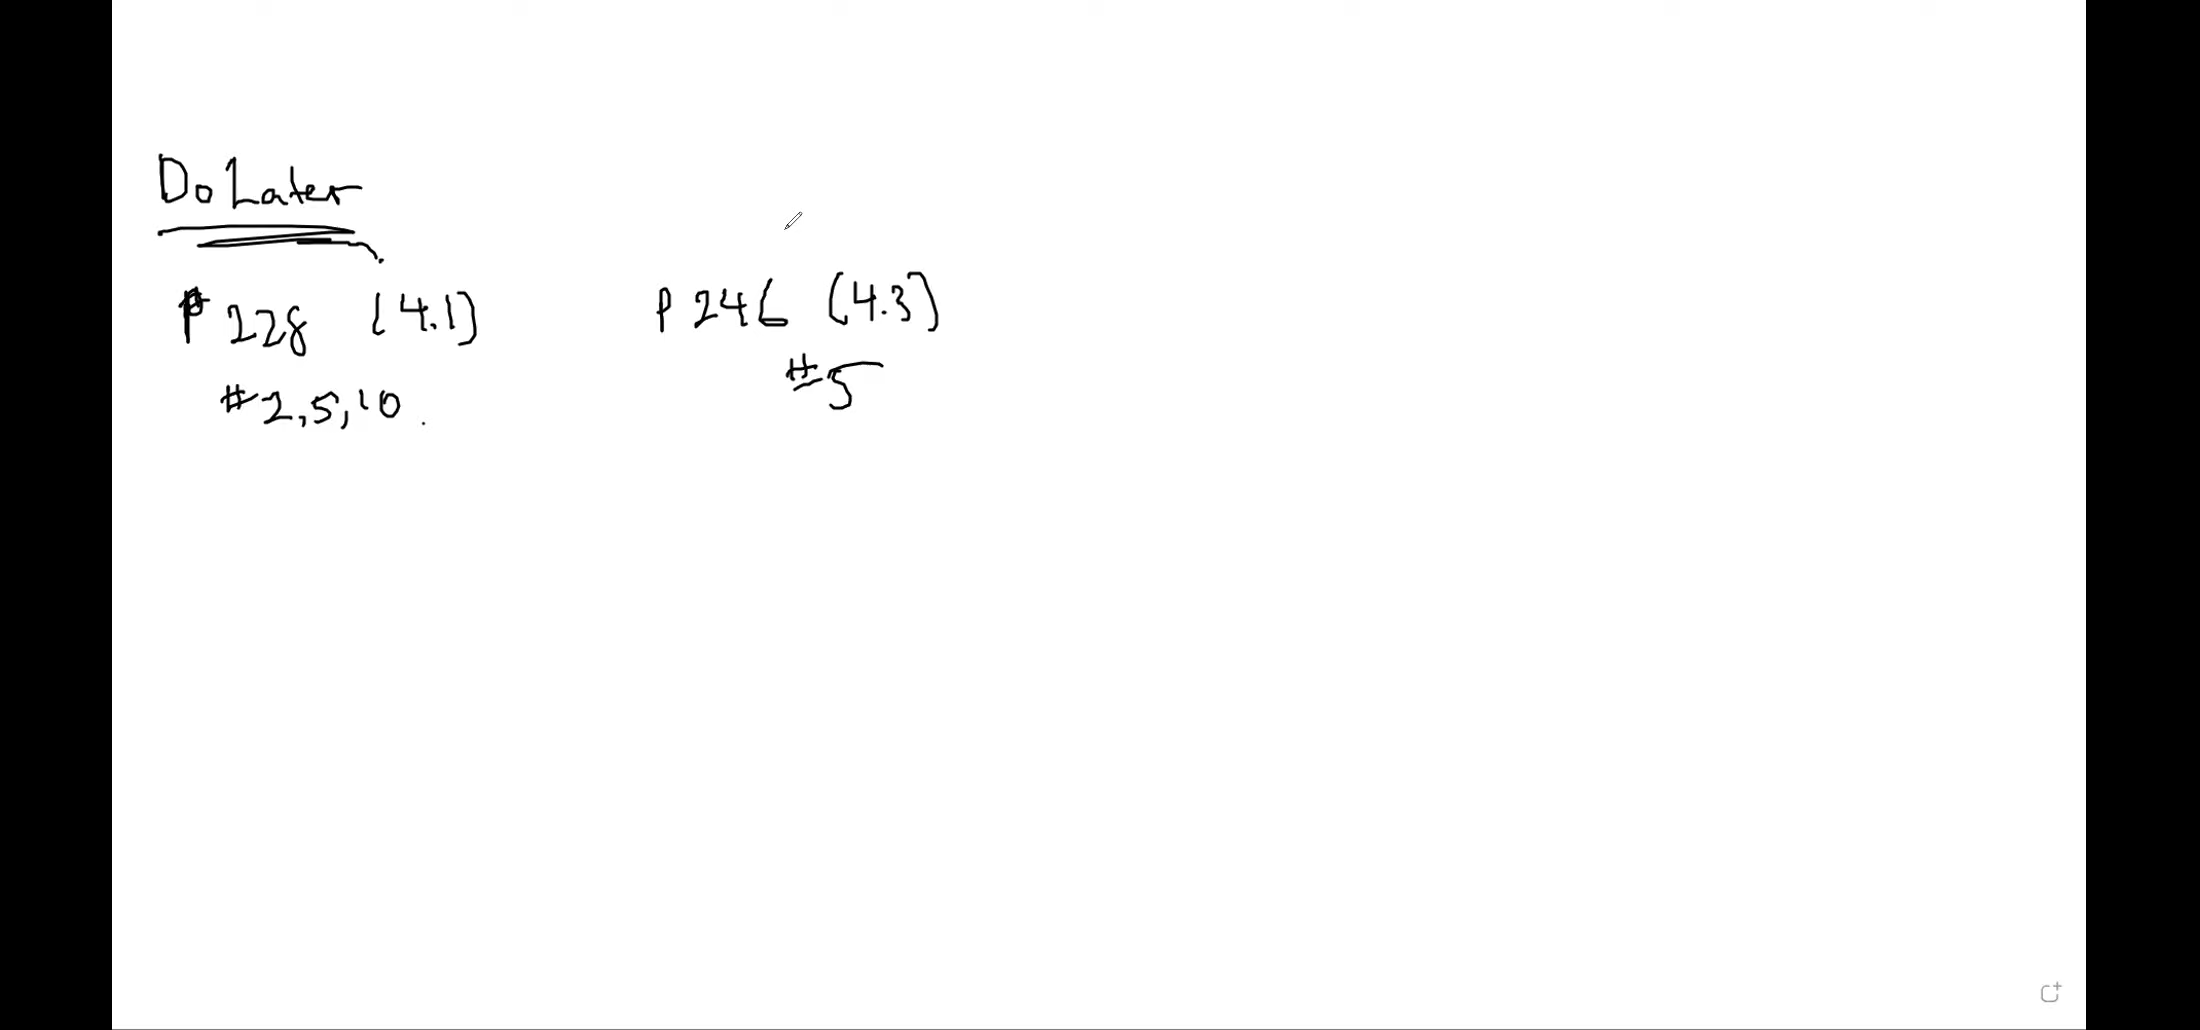 Do Later
P 228 (4.1)
#2,5,10.
P 246 (4.3)
#5